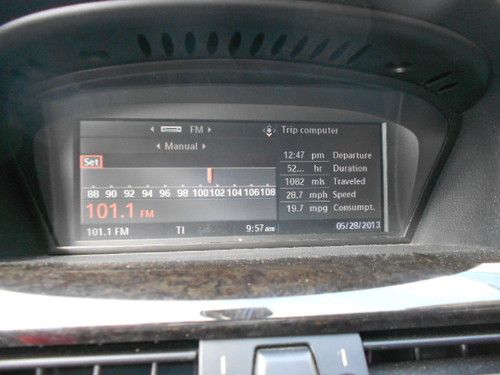 FM
Trip computer
Manual
12:47 pm Departure
Set
52... hr Duration
1082 mls Traveled
88 90 92 94 96 98 100 102 104 106 108
28.7 mph Speed
101.1 FM
19.7 mpg Consumpt.
101.1 FM TI 9:57 am 05/28/2013